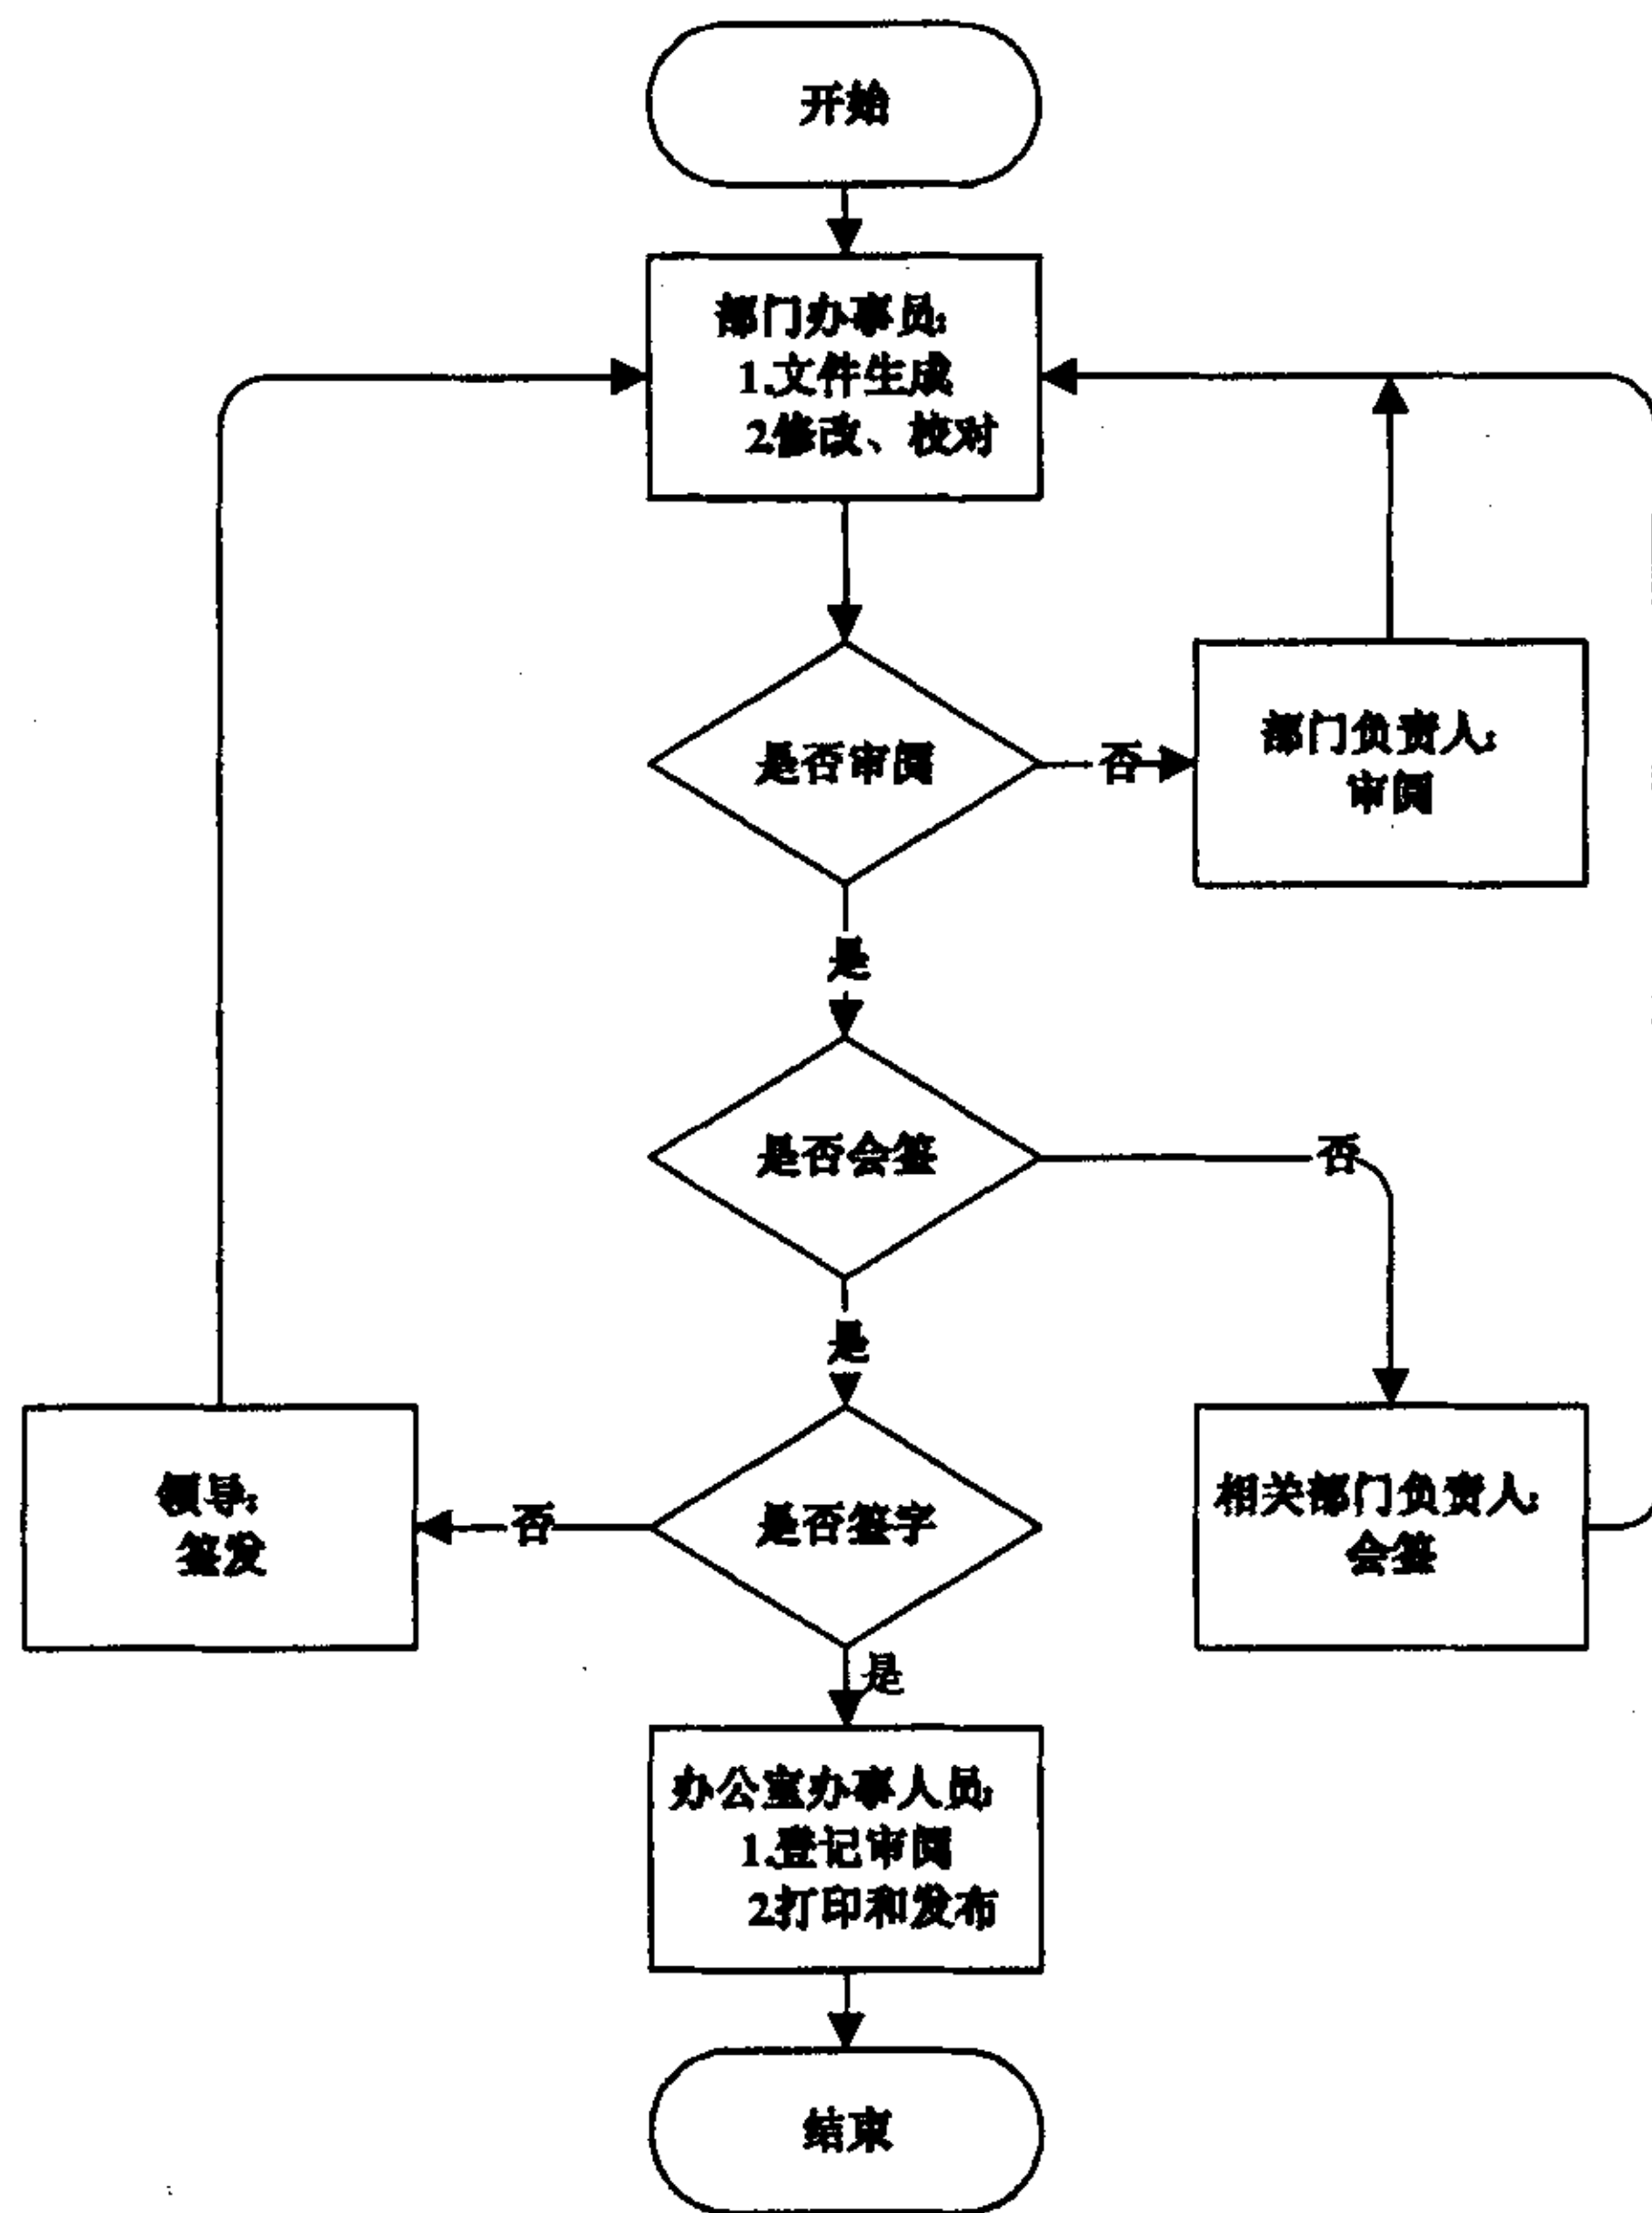 开始
部门办事员:
1.文件生成
2.修改、校对
是否审阅
否
部门负责人:
审阅
是
是否会签
否
是
领导:
签发
否
是否签字
相关部门负责人:
会签
是
办公室办事人员:
1.登记审阅
2.打印和发布
结束